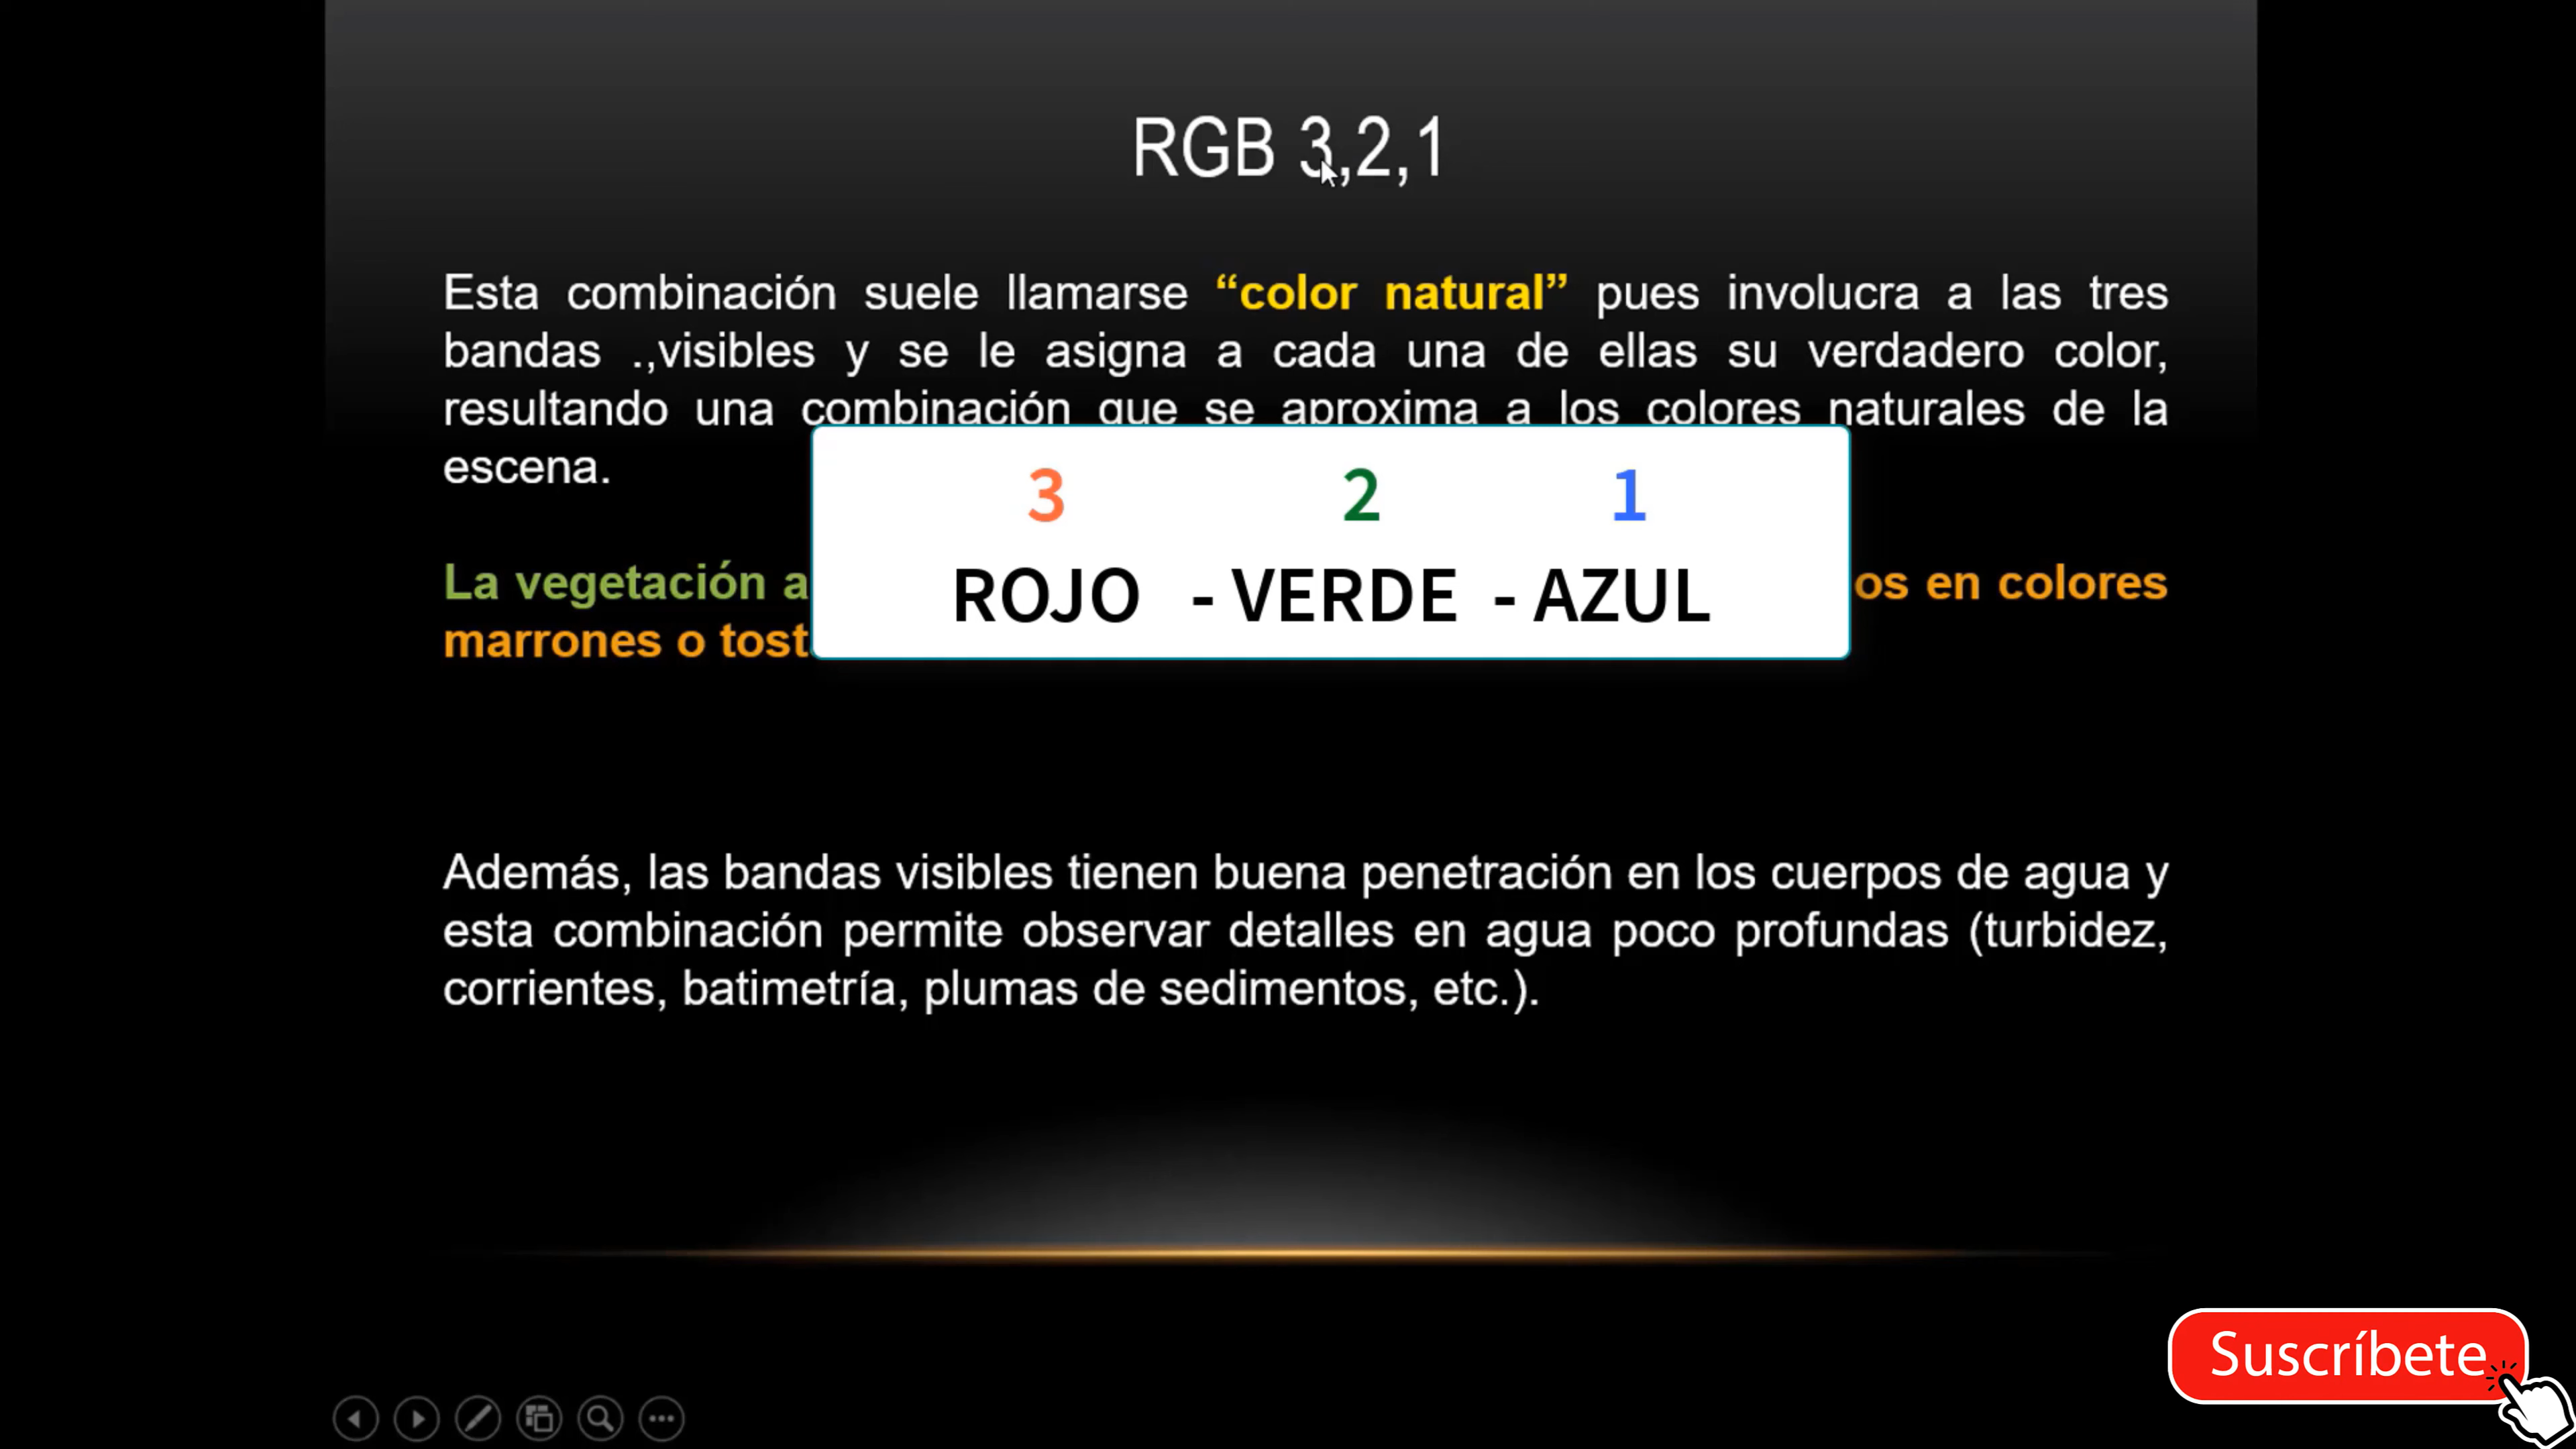 RGB 3,2,1
Esta combinación suele llamarse “color natural” pues involucra a las tres
bandas .,visibles y se le asigna a cada una de ellas su verdadero color,
resultando una combinación que se aproxima a los colores naturales de la
escena.
3 2 1
ROJO - VERDE - AZUL
La vegetación a
os en colores
marrones o tost
Además, las bandas visibles tienen buena penetración en los cuerpos de agua y
esta combinación permite observar detalles en agua poco profundas (turbidez,
corrientes, batimetría, plumas de sedimentos, etc.).
Suscríbete